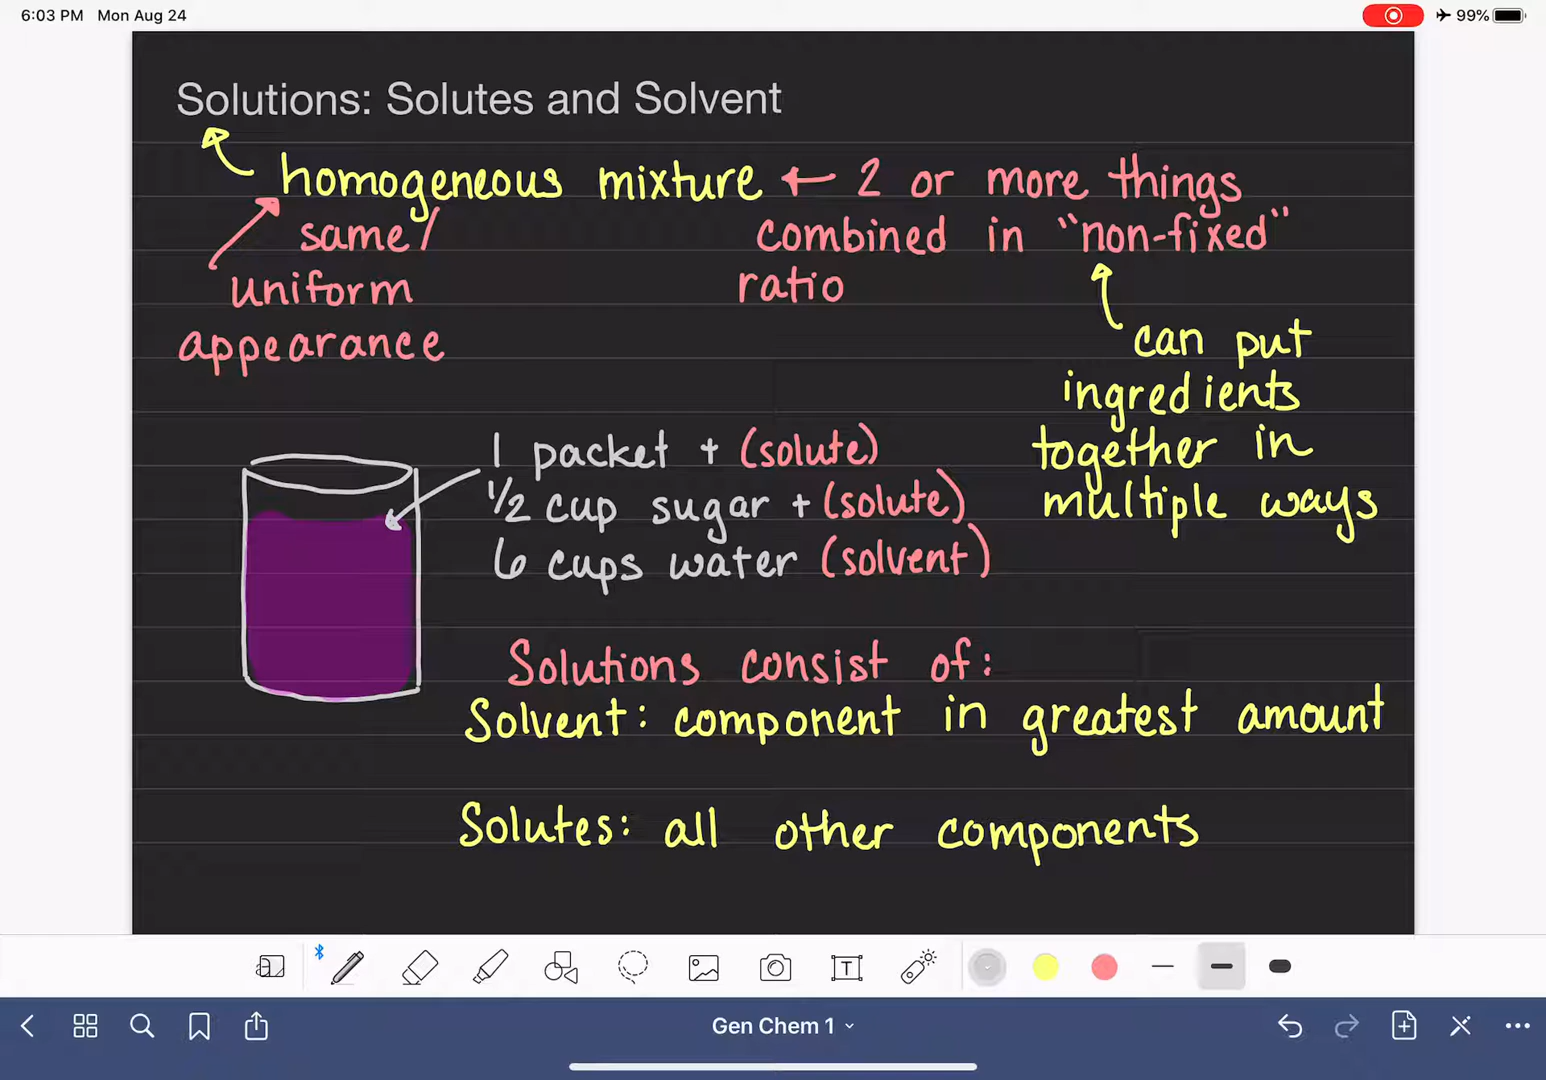 6:03 PM Mon Aug 24
99%
Solutions: Solutes and Solvent
homogeneous mixture ← 2 or more things
same/
combined in "non-fixed"
uniform
ratio
appearance
can put
ingredients
together in
multiple ways
1 packet + (solute)
1/2 cup sugar + (solute)
6 cups water (solvent)
Solutions consist of:
Solvent: component in greatest amount
Solutes: all other components
T
Gen Chem 1